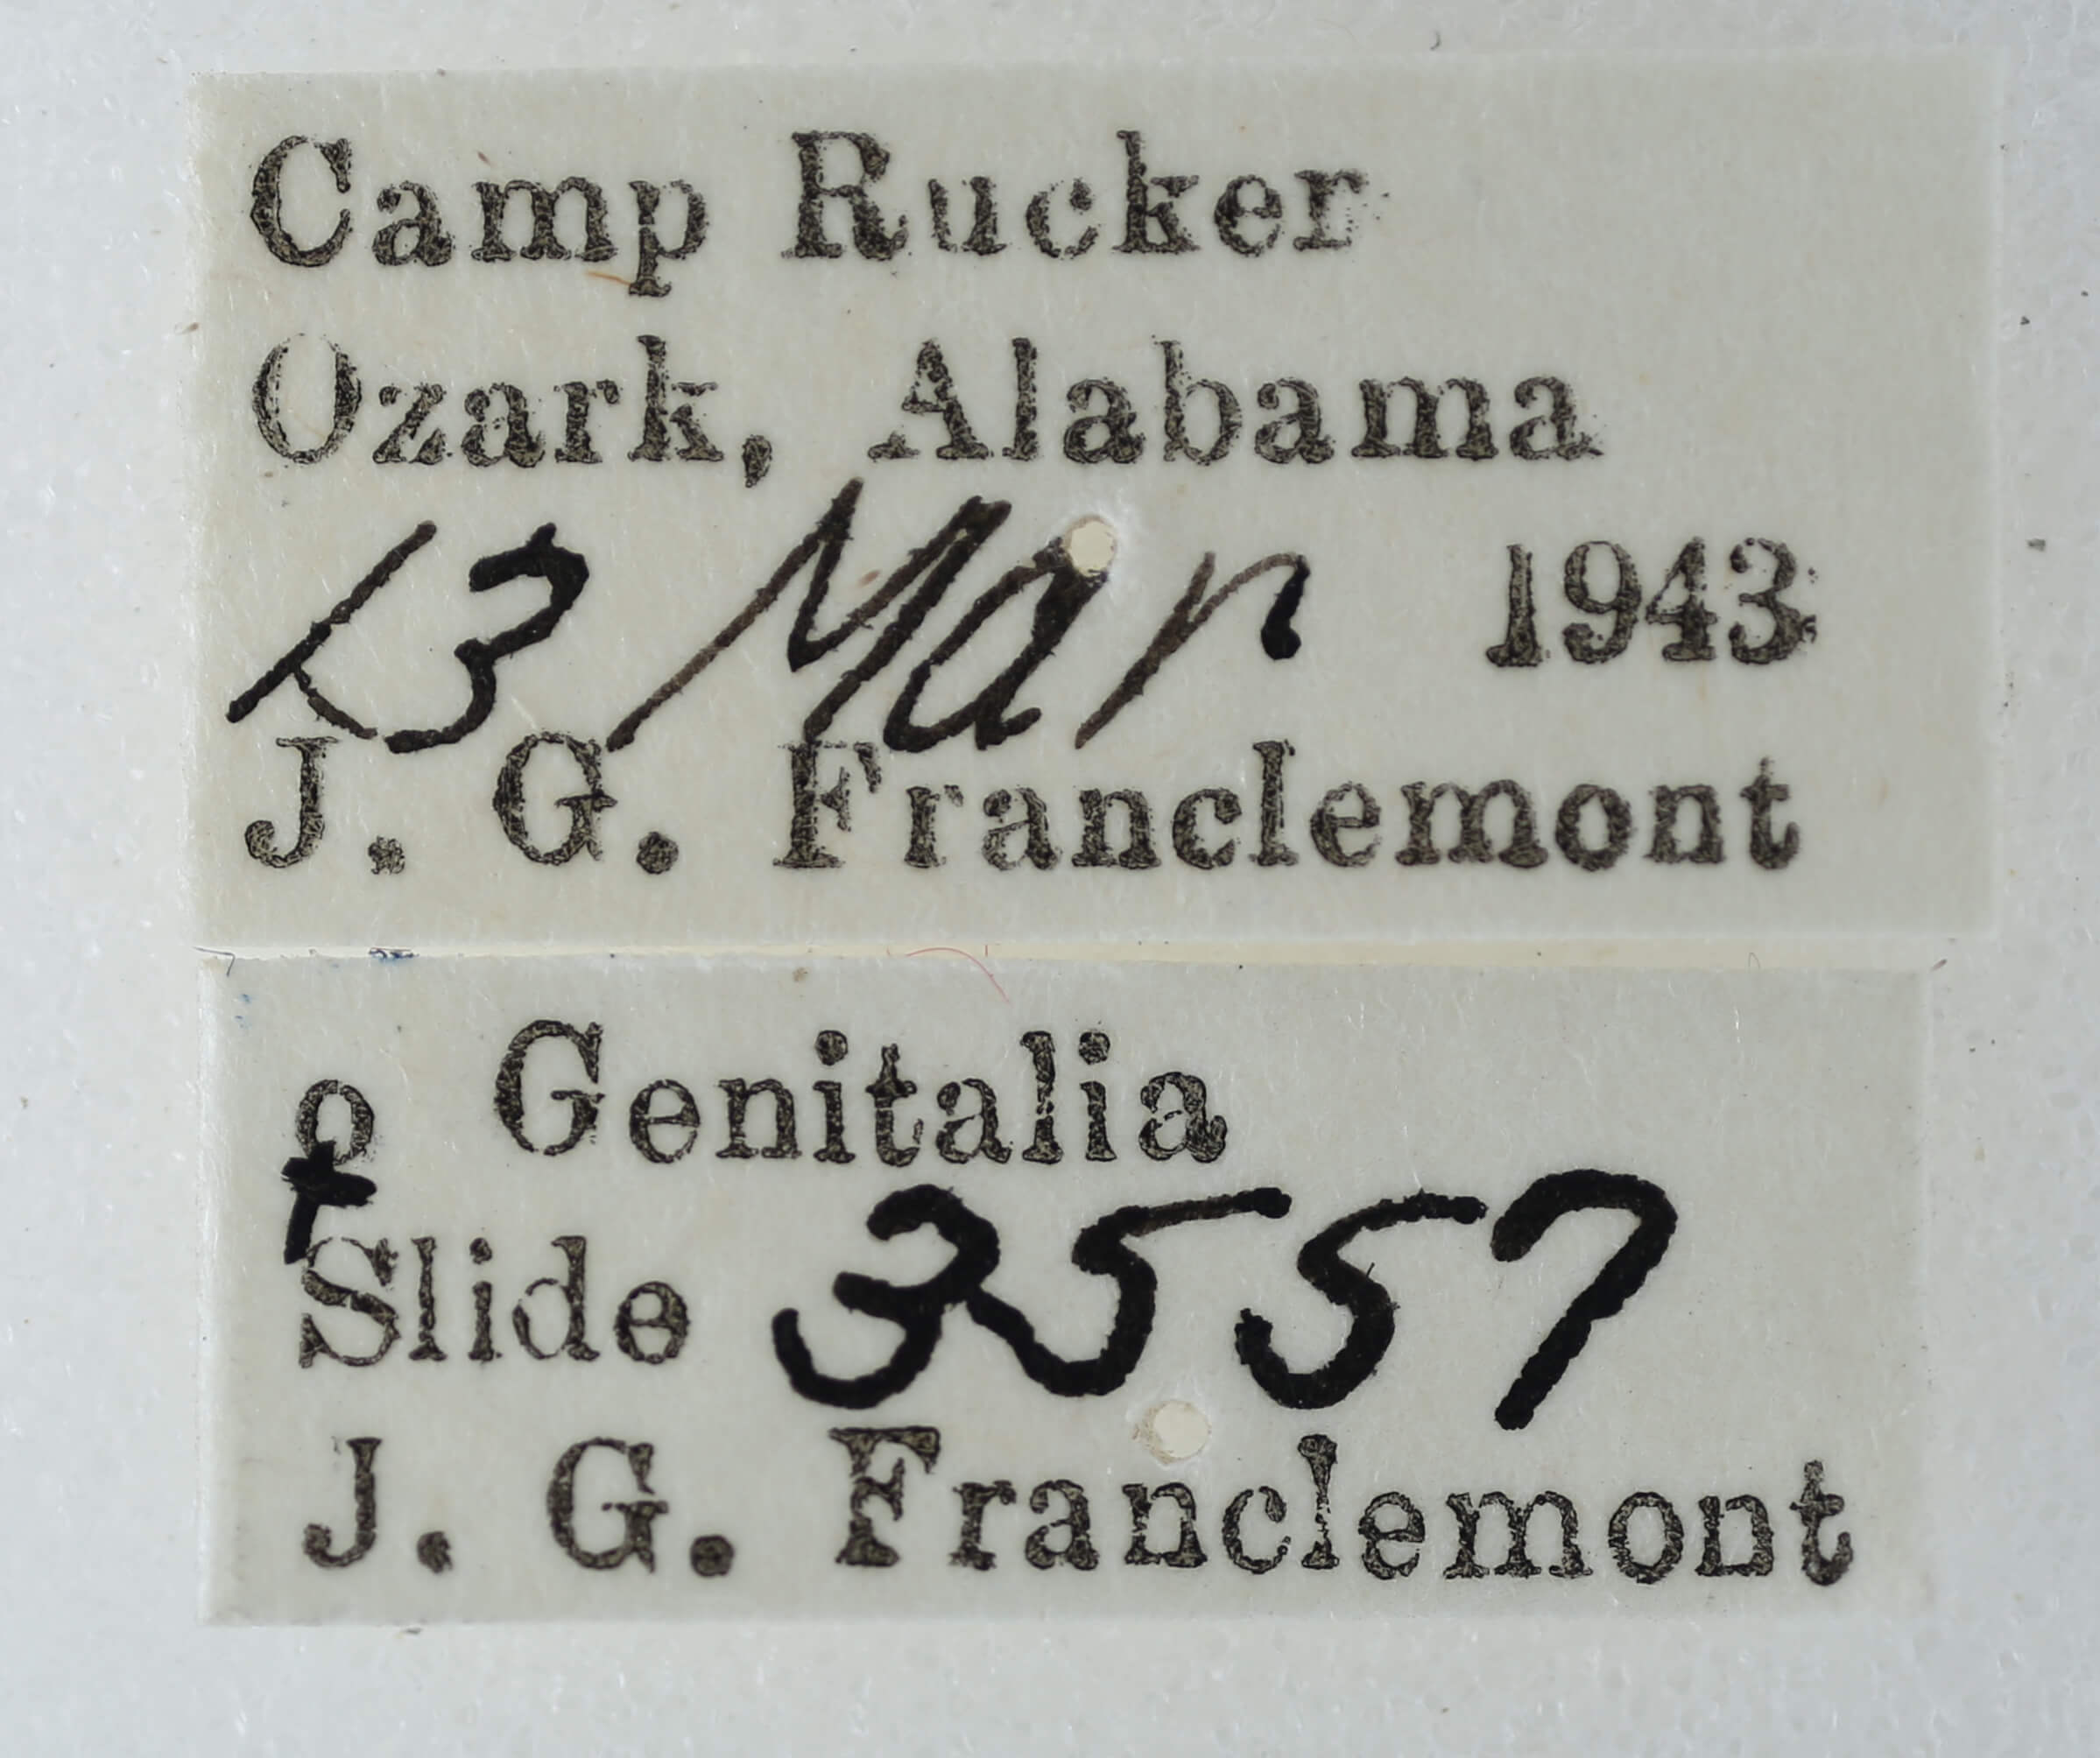 Camp Rucker
Ozark, Alabama
13 Mar 1943
J. G. Franclemont
♀ Genitalia
Slide 3557
J. G. Franclemont